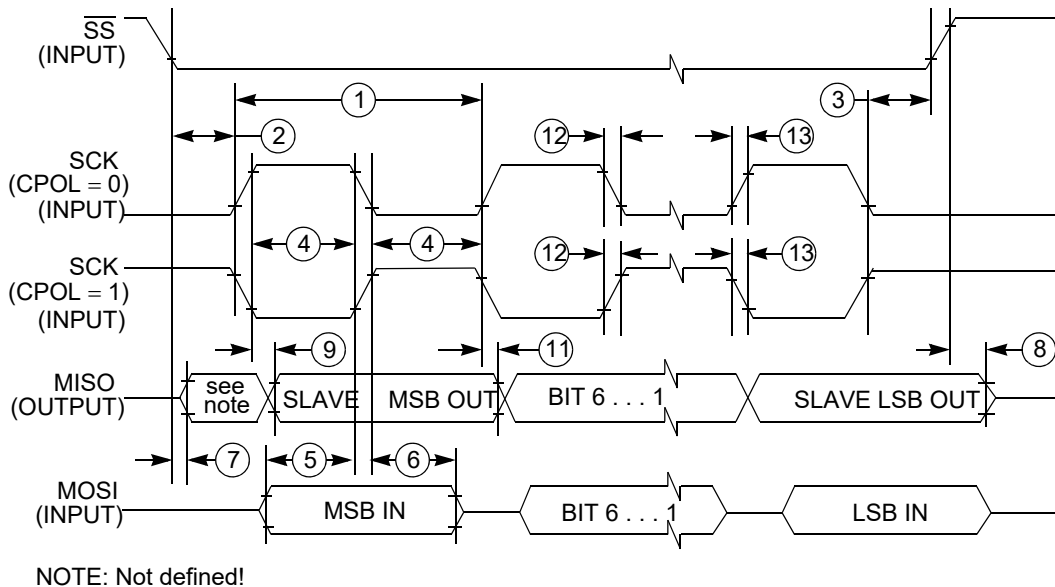 SS
(INPUT)
1
3
2
12
13
SCK
(CPOL = 0)
(INPUT)
4
4
12
13
SCK
(CPOL = 1)
(INPUT)
9
11
8
MISO
(OUTPUT)
see
note
SLAVE MSB OUT
BIT 6 . . . 1
SLAVE LSB OUT
7
5
6
MOSI
(INPUT)
MSB IN
BIT 6 . . . 1
LSB IN
NOTE: Not defined!